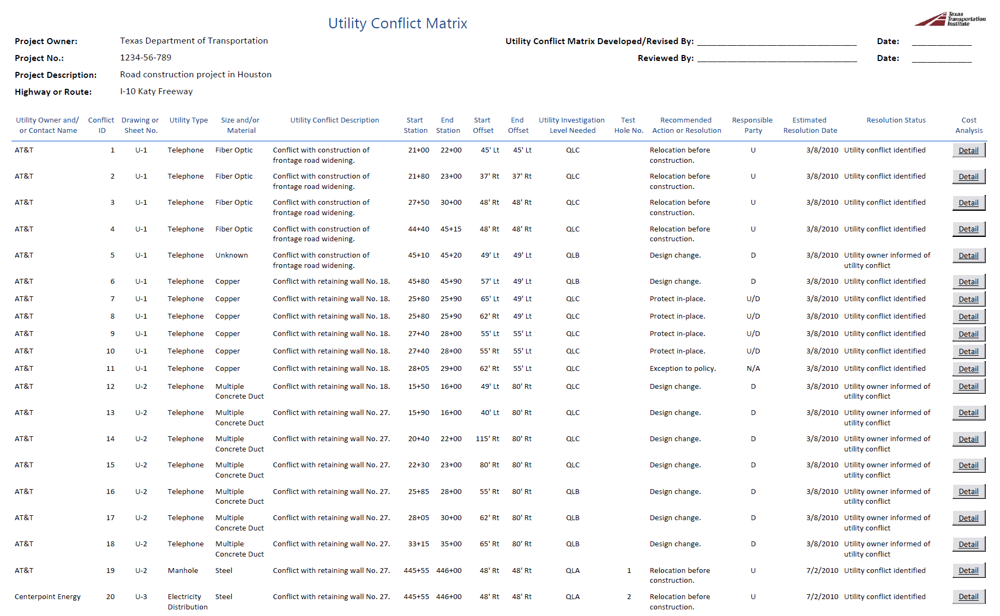 Utility Conflict Matrix
Texas
Transportation
Institute
Project Owner: Texas Department of Transportation Utility Conflict Matrix Developed/Revised By: ________________ Date: ________
Project No.: 1234-56-789 Reviewed By: ________________ Date: ________
Project Description: Road construction project in Houston
Highway or Route: I-10 Katy Freeway
Utility Owner and/ Conflict Drawing or Utility Type Size and/or Utility Conflict Description Start End Start End Utility Investigation Test Recommended Responsible Estimated Resolution Status Cost
or Contact Name ID Sheet No. Material Station Station Offset Offset Level Needed Hole No. Action or Resolution Party Resolution Date Analysis
AT&T 1 U-1 Telephone Fiber Optic Conflict with construction of 21+00 22+00 45' Lt 45' Lt QLC Relocation before U 3/8/2010 Utility conflict identified Detail
frontage road widening. construction.
AT&T 2 U-1 Telephone Fiber Optic Conflict with construction of 21+80 23+00 37' Rt 37' Rt QLC Relocation before U 3/8/2010 Utility conflict identified Detail
frontage road widening. construction.
AT&T 3 U-1 Telephone Fiber Optic Conflict with construction of 27+50 30+00 48' Rt 48' Rt QLC Relocation before U 3/8/2010 Utility conflict identified Detail
frontage road widening. construction.
AT&T 4 U-1 Telephone Fiber Optic Conflict with construction of 44+40 45+15 48' Rt 48' Rt QLC Relocation before U 3/8/2010 Utility conflict identified Detail
frontage road widening. construction.
AT&T 5 U-1 Telephone Unknown Conflict with construction of 45+10 45+20 49' Lt 49' Lt QLB Design change. D 3/8/2010 Utility owner informed of Detail
frontage road widening. utility conflict
AT&T 6 U-1 Telephone Copper Conflict with retaining wall No. 18. 45+80 45+90 57' Lt 49' Lt QLB Design change. D 3/8/2010 Utility conflict identified Detail
AT&T 7 U-1 Telephone Copper Conflict with retaining wall No. 18. 25+80 25+90 65' Lt 49' Lt QLC Protect in-place. U/D 3/8/2010 Utility conflict identified Detail
AT&T 8 U-1 Telephone Copper Conflict with retaining wall No. 18. 25+80 25+90 62' Rt 49' Lt QLC Protect in-place. U/D 3/8/2010 Utility conflict identified Detail
AT&T 9 U-1 Telephone Copper Conflict with retaining wall No. 18. 27+40 28+00 55' Lt 55' Lt QLC Protect in-place. U/D 3/8/2010 Utility conflict identified Detail
AT&T 10 U-1 Telephone Copper Conflict with retaining wall No. 18. 27+40 28+00 55' Rt 55' Lt QLC Protect in-place. U/D 3/8/2010 Utility conflict identified Detail
AT&T 11 U-1 Telephone Copper Conflict with retaining wall No. 18. 28+05 29+00 62' Rt 55' Lt QLC Exception to policy. N/A 3/8/2010 Utility conflict identified Detail
AT&T 12 U-2 Telephone Multiple Conflict with retaining wall No. 18. 15+50 16+00 49' Lt 80' Rt QLC Design change. D 3/8/2010 Utility owner informed of Detail
Concrete Duct utility conflict
AT&T 13 U-2 Telephone Multiple Conflict with retaining wall No. 27. 15+90 16+00 40' Lt 80' Rt QLC Design change. D 3/8/2010 Utility owner informed of Detail
Concrete Duct utility conflict
AT&T 14 U-2 Telephone Multiple Conflict with retaining wall No. 27. 20+40 22+00 115' Rt 80' Rt QLC Design change. D 3/8/2010 Utility owner informed of Detail
Concrete Duct utility conflict
AT&T 15 U-2 Telephone Multiple Conflict with retaining wall No. 27. 22+30 23+00 80' Rt 80' Rt QLC Design change. D 3/8/2010 Utility owner informed of Detail
Concrete Duct utility conflict
AT&T 16 U-2 Telephone Multiple Conflict with retaining wall No. 27. 25+85 28+00 55' Rt 80' Rt QLB Design change. D 3/8/2010 Utility owner informed of Detail
Concrete Duct utility conflict
AT&T 17 U-2 Telephone Multiple Conflict with retaining wall No. 27. 28+05 30+00 62' Rt 80' Rt QLB Design change. D 3/8/2010 Utility owner informed of Detail
Concrete Duct utility conflict
AT&T 18 U-2 Telephone Multiple Conflict with retaining wall No. 27. 33+15 35+00 65' Rt 80' Rt QLB Design change. D 3/8/2010 Utility owner informed of Detail
Concrete Duct utility conflict
AT&T 19 U-2 Manhole Steel Conflict with retaining wall No. 27. 445+55 446+00 48' Rt 48' Rt QLA 1 Relocation before U 7/2/2010 Utility conflict identified Detail
construction.
Centerpoint Energy 20 U-3 Electricity Steel Conflict with retaining wall No. 27. 445+55 446+00 48' Rt 48' Rt QLA 2 Relocation before U 7/2/2010 Utility conflict identified Detail
Distribution construction.